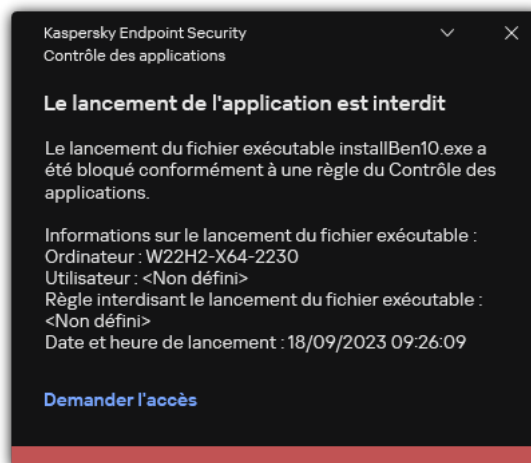 Kaspersky Endpoint Security
Contrôle des applications
Le lancement de l'application est interdit
Le lancement du fichier exécutable installBen10.exe a
été bloqué conformément à une règle du Contrôle des
applications.
Informations sur le lancement du fichier exécutable :
Ordinateur : W22H2-X64-2230
Utilisateur : <Non défini>
Règle interdisant le lancement du fichier exécutable :
<Non défini>
Date et heure de lancement : 18/09/2023 09:26:09
Demander l'accès